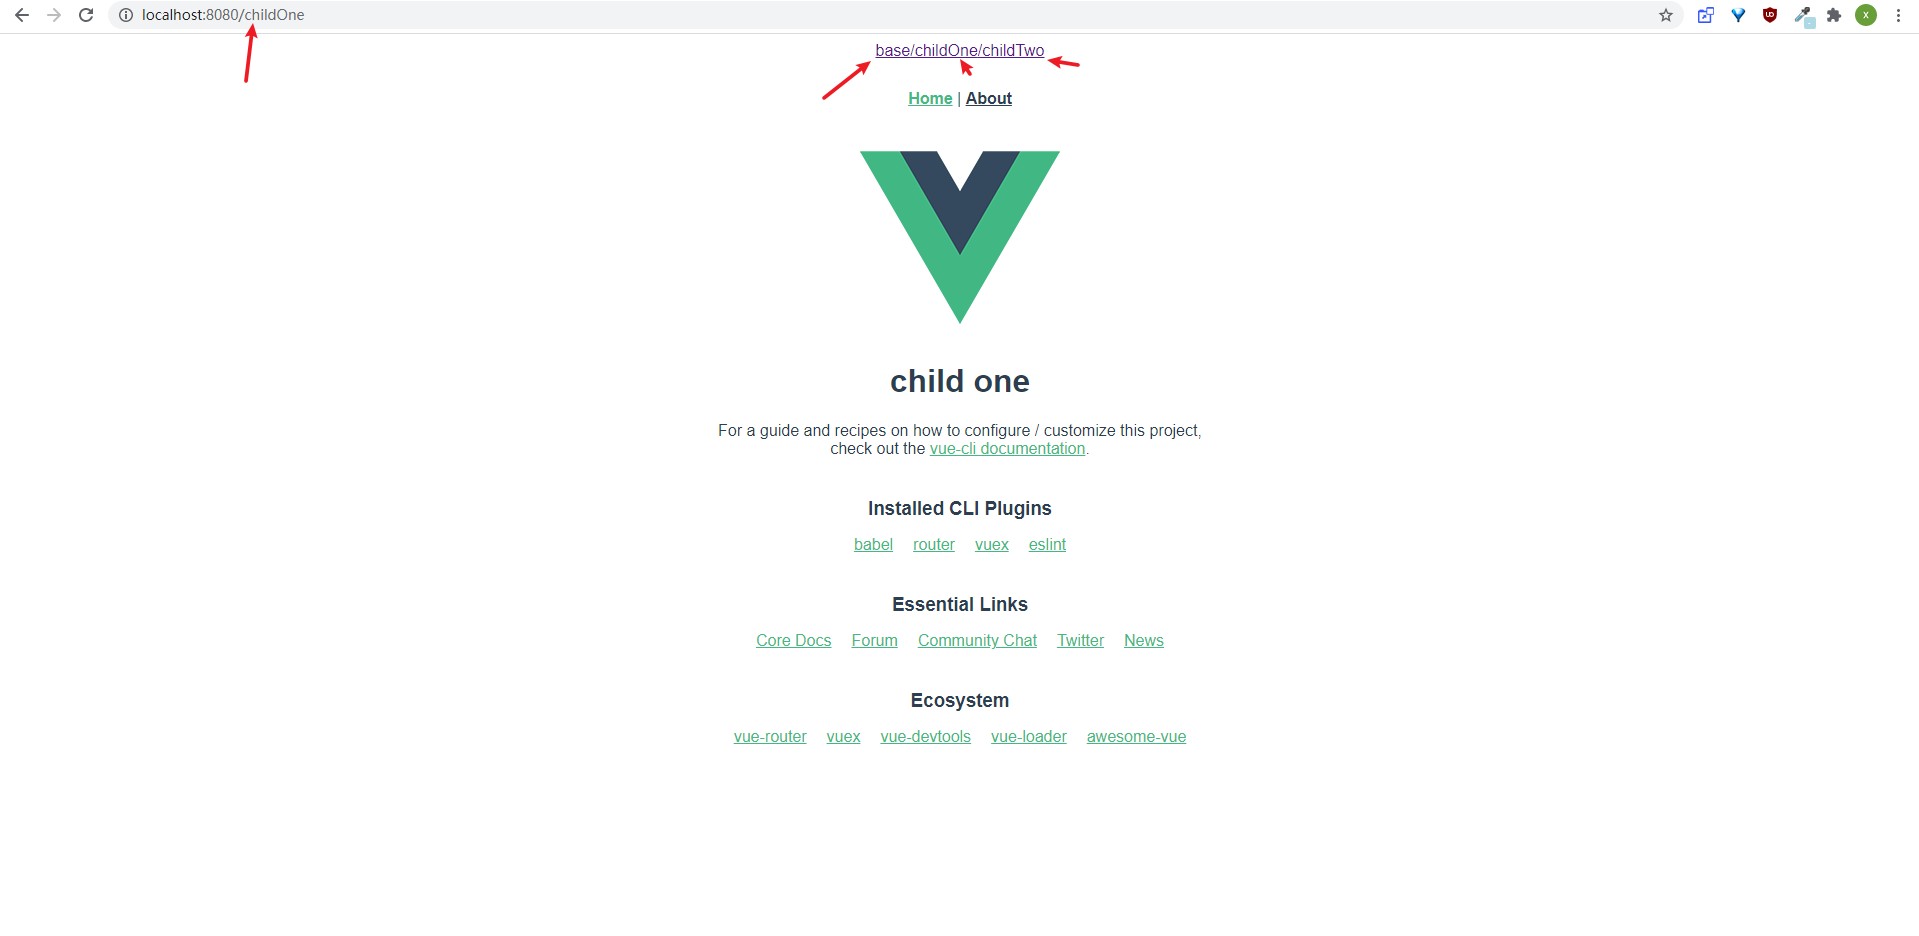 localhost:8080/childOne
base/childOne/childTwo
Home | About
child one
For a guide and recipes on how to configure / customize this project,
check out the vue-cli documentation.
Installed CLI Plugins
babel router vuex eslint
Essential Links
Core Docs Forum Community Chat Twitter News
Ecosystem
vue-router vuex vue-devtools vue-loader awesome-vue